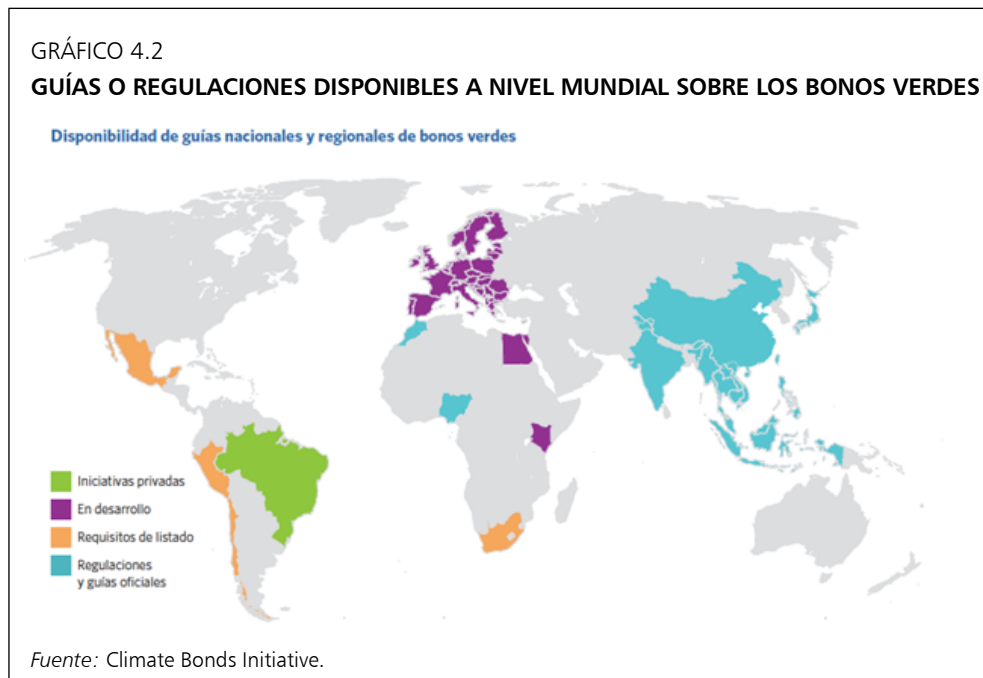 GRÁFICO 4.2
GUÍAS O REGULACIONES DISPONIBLES A NIVEL MUNDIAL SOBRE LOS BONOS VERDES
Disponibilidad de guías nacionales y regionales de bonos verdes
Iniciativas privadas
En desarrollo
Requisitos de listado
Regulaciones
y guías oficiales
Fuente: Climate Bonds Initiative.